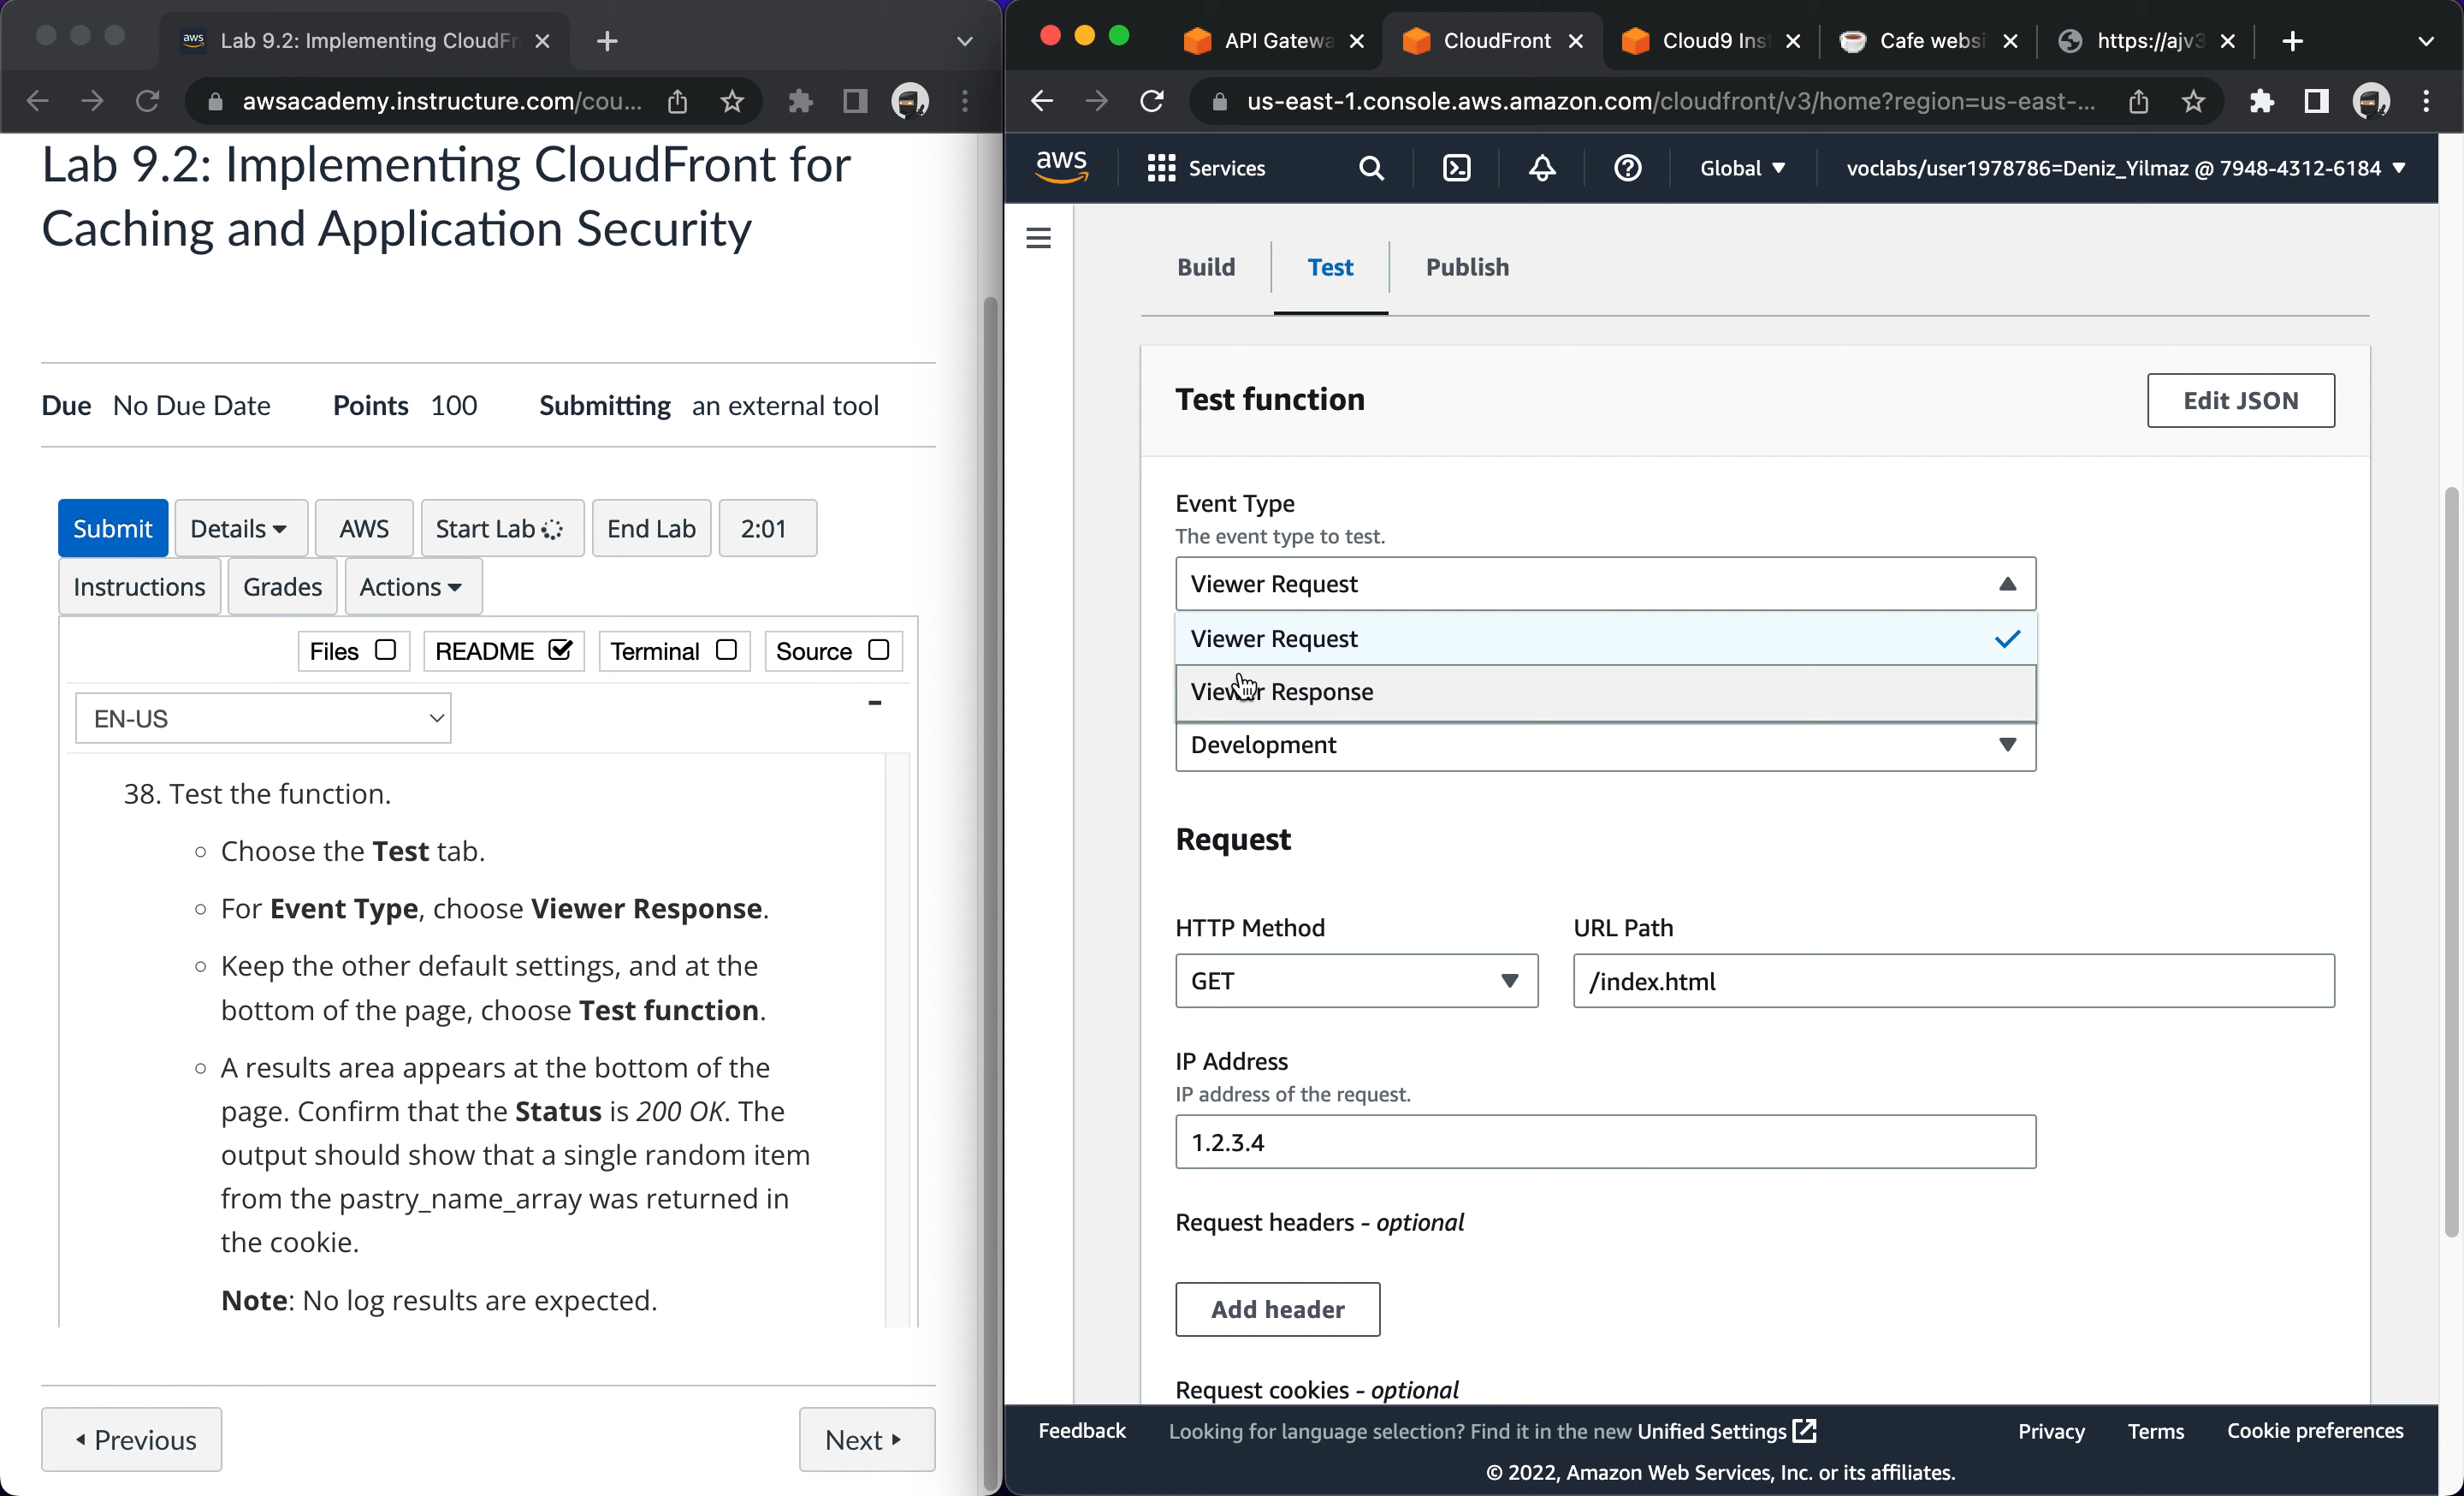 aws Lab 9.2: Implementing CloudFr
awsacademy.instructure.com/cou...
Lab 9.2: Implementing CloudFront for
Caching and Application Security
Due No Due Date Points 100 Submitting an external tool
Submit Details AWS Start Lab End Lab 2:01
Instructions Grades Actions
Files README Terminal Source
EN-US
38. Test the function.
Choose the Test tab.
For Event Type, choose Viewer Response.
Keep the other default settings, and at the
bottom of the page, choose Test function.
A results area appears at the bottom of the
page. Confirm that the Status is 200 OK. The
output should show that a single random item
from the pastry_name_array was returned in
the cookie.
Note: No log results are expected.
Previous Next
API Gatewa CloudFront Cloud9 Ins Cafe websi https://ajv3
us-east-1.console.aws.amazon.com/cloudfront/v3/home?region=us-east-...
aws Services Global voclabs/user1978786=Deniz_Yilmaz @ 7948-4312-6184
Build Test Publish
Test function Edit JSON
Event Type
The event type to test.
Viewer Request
Viewer Request
Viewer Response
Development
Request
HTTP Method URL Path
GET /index.html
IP Address
IP address of the request.
1.2.3.4
Request headers - optional
Add header
Request cookies - optional
Feedback Looking for language selection? Find it in the new Unified Settings Privacy Terms Cookie preferences
© 2022, Amazon Web Services, Inc. or its affiliates.